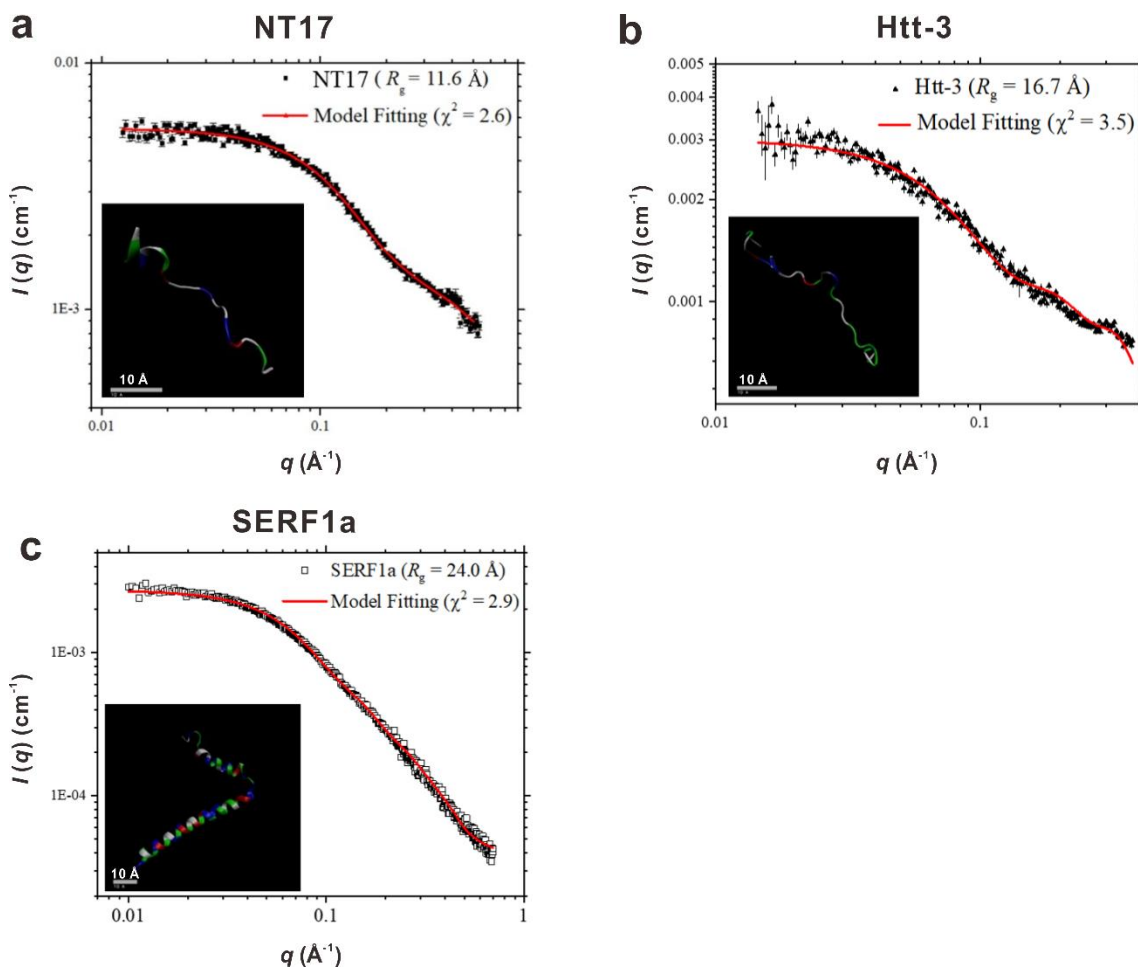 a
NT17
0.01
NT17 ( Rg = 11.6 Å)
Model Fitting (χ² = 2.6)
I (q) (cm⁻¹)
1E-3
10 Å
0.01
0.1
q (Å⁻¹)
b
Htt-3
0.005
0.004
0.003
0.002
0.001
Htt-3 (Rg = 16.7 Å)
Model Fitting (χ² = 3.5)
I (q) (cm⁻¹)
10 Å
0.01
0.1
q (Å⁻¹)
c
SERF1a
SERF1a (Rg = 24.0 Å)
Model Fitting (χ² = 2.9)
1E-03
I (q) (cm⁻¹)
1E-04
10 Å
0.01
0.1
1
q (Å⁻¹)